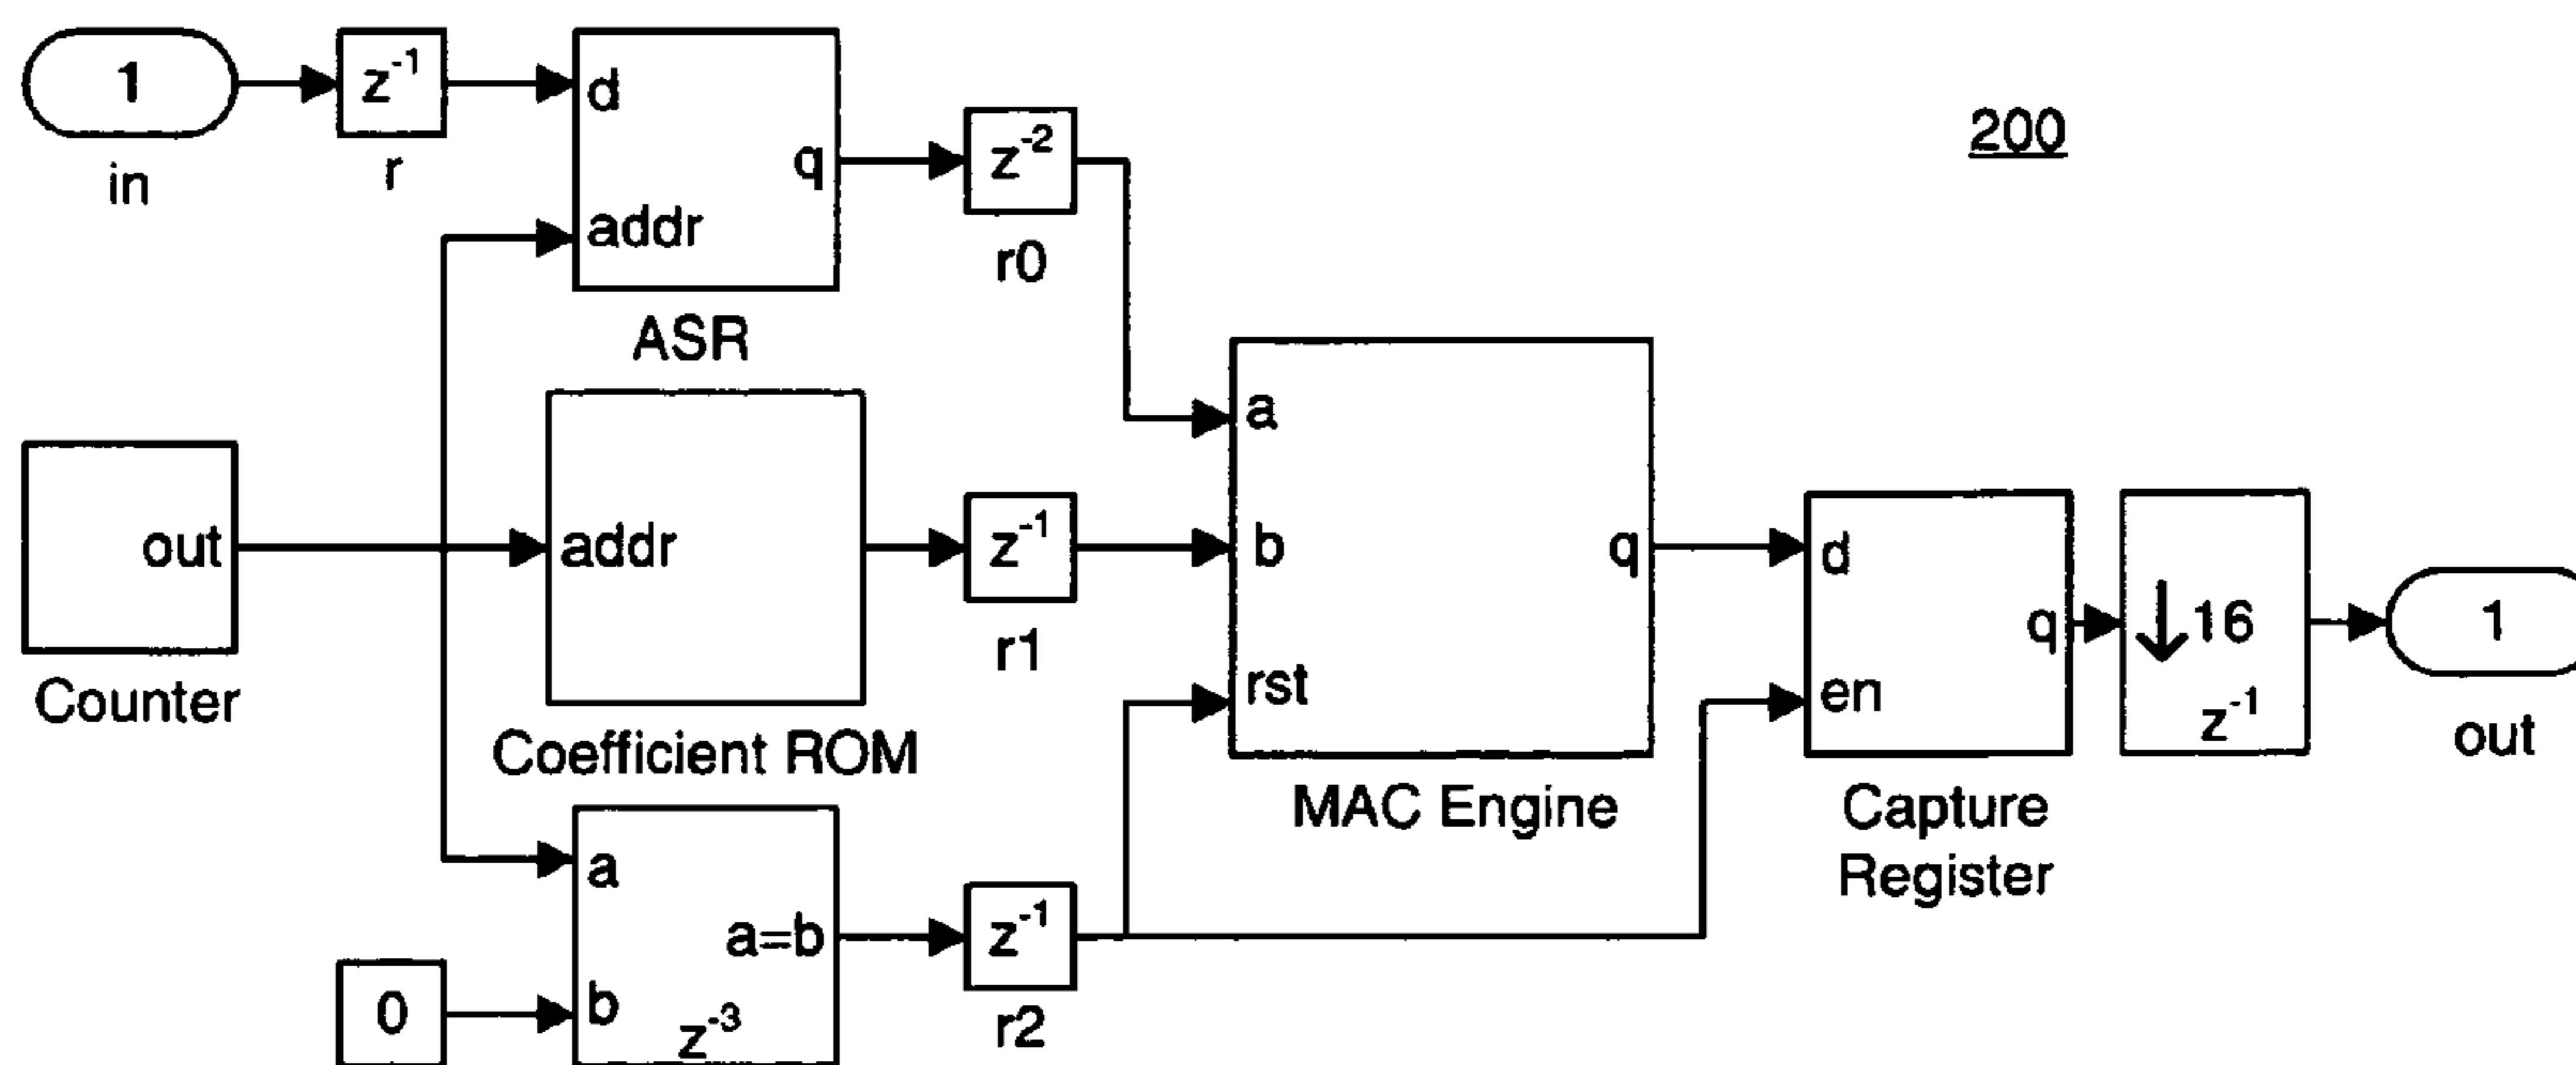 1
in
z⁻¹
r
d
addr
q
ASR
z⁻²
r0
200
out
Counter
addr
Coefficient ROM
z⁻¹
r1
a
b
rst
q
MAC Engine
d
en
q
Capture
Register
↓16
z⁻¹
1
out
0
a
b
a=b
z⁻³
z⁻¹
r2